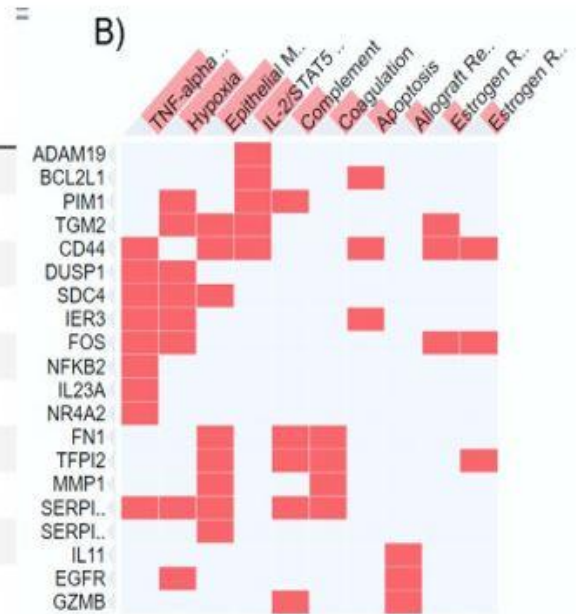 B)
TNF-alpha ..
Hypoxia
Epithelial M..
IL-2/STAT5 ..
Complement
Coagulation
Apoptosis
Allograft Re..
Estrogen R..
Estrogen R..
ADAM19
BCL2L1
PIM1
TGM2
CD44
DUSP1
SDC4
IER3
FOS
NFKB2
IL23A
NR4A2
FN1
TFPI2
MMP1
SERPI..
SERPI..
IL11
EGFR
GZMB